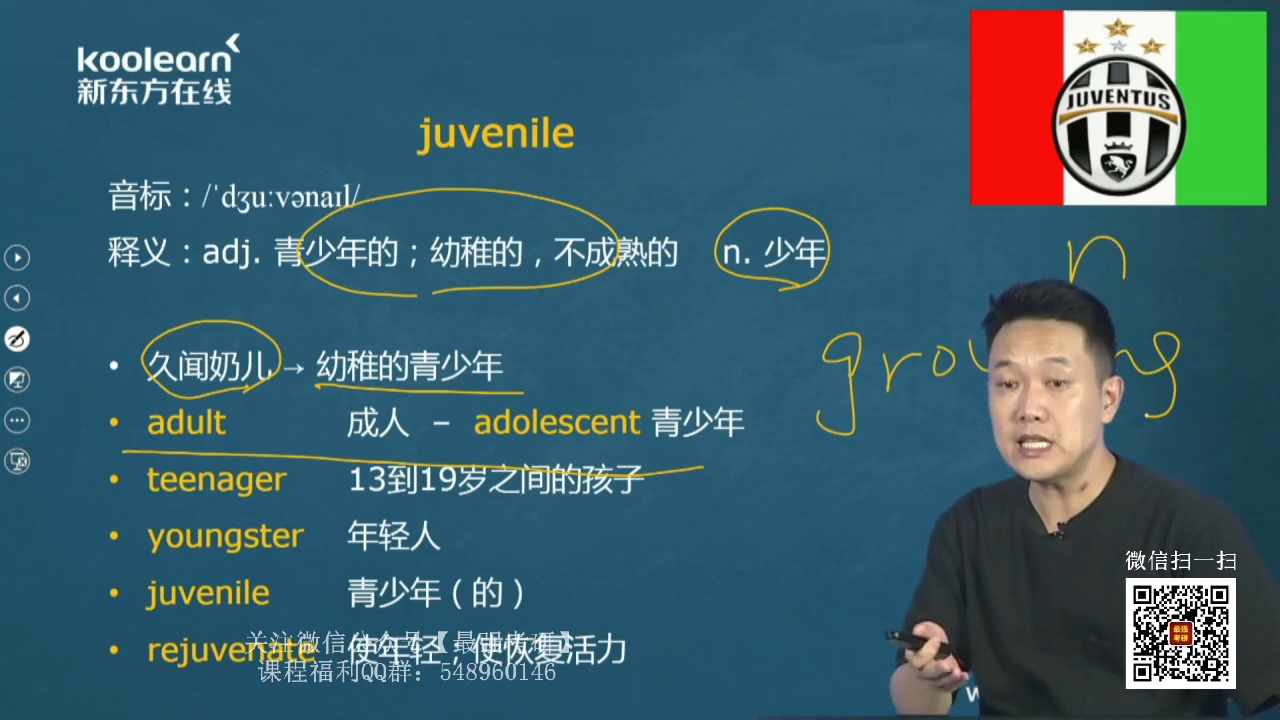 koolearn
新东方在线
JUVENTUS
juvenile
音标：/ˈdʒuːvənaɪl/
释义：adj. 青少年的；幼稚的，不成熟的 n. 少年
n
• 久闻奶儿 → 幼稚的青少年
• adult 成人 – adolescent 青少年
• teenager 13到19岁之间的孩子
• youngster 年轻人
• juvenile 青少年（的）
• rejuvenate 使年轻，使恢复活力
关注微信公众号【最强考研】
课程福利QQ群：548960146
微信扫一扫
最强
考研